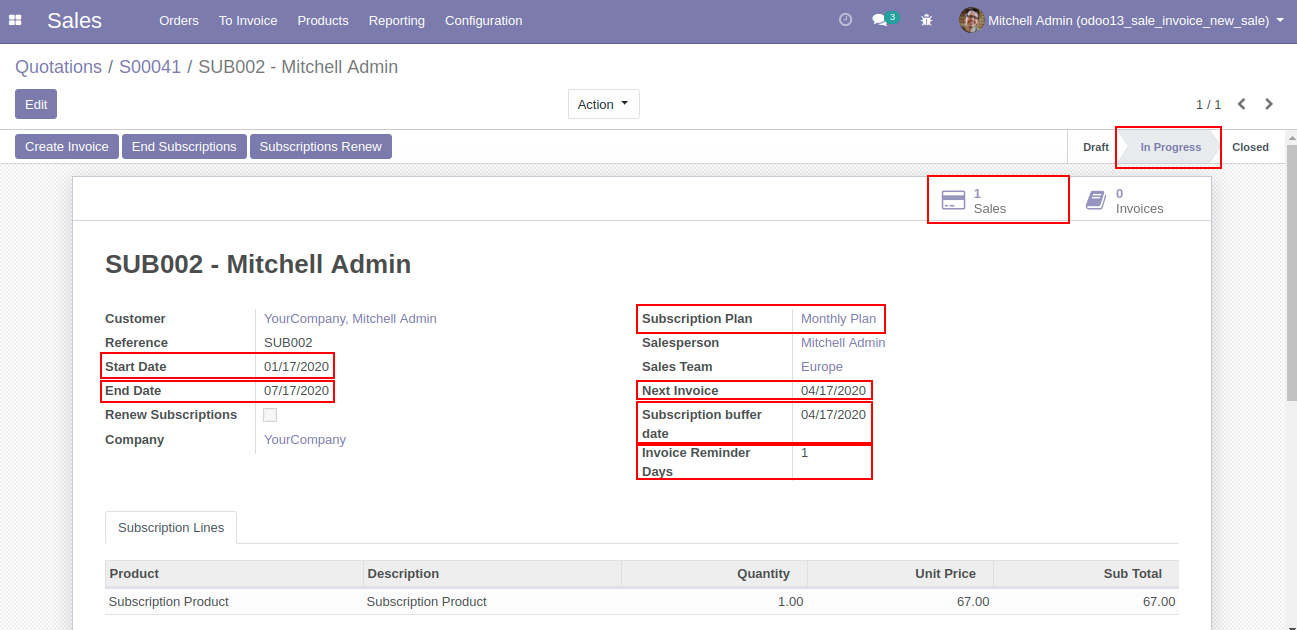 Sales Orders To Invoice Products Reporting Configuration 3 Mitchell Admin (odoo13_sale_invoice_new_sale)
Quotations / S00041 / SUB002 - Mitchell Admin
Edit Action 1 / 1
Create Invoice End Subscriptions Subscriptions Renew Draft In Progress Closed
1 Sales
0 Invoices
SUB002 - Mitchell Admin
Customer YourCompany, Mitchell Admin
Reference SUB002
Start Date 01/17/2020
End Date 07/17/2020
Renew Subscriptions
Company YourCompany
Subscription Plan Monthly Plan
Salesperson Mitchell Admin
Sales Team Europe
Next Invoice 04/17/2020
Subscription buffer 04/17/2020
date
Invoice Reminder 1
Days
Subscription Lines
Product Description Quantity Unit Price Sub Total
Subscription Product Subscription Product 1.00 67.00 67.00